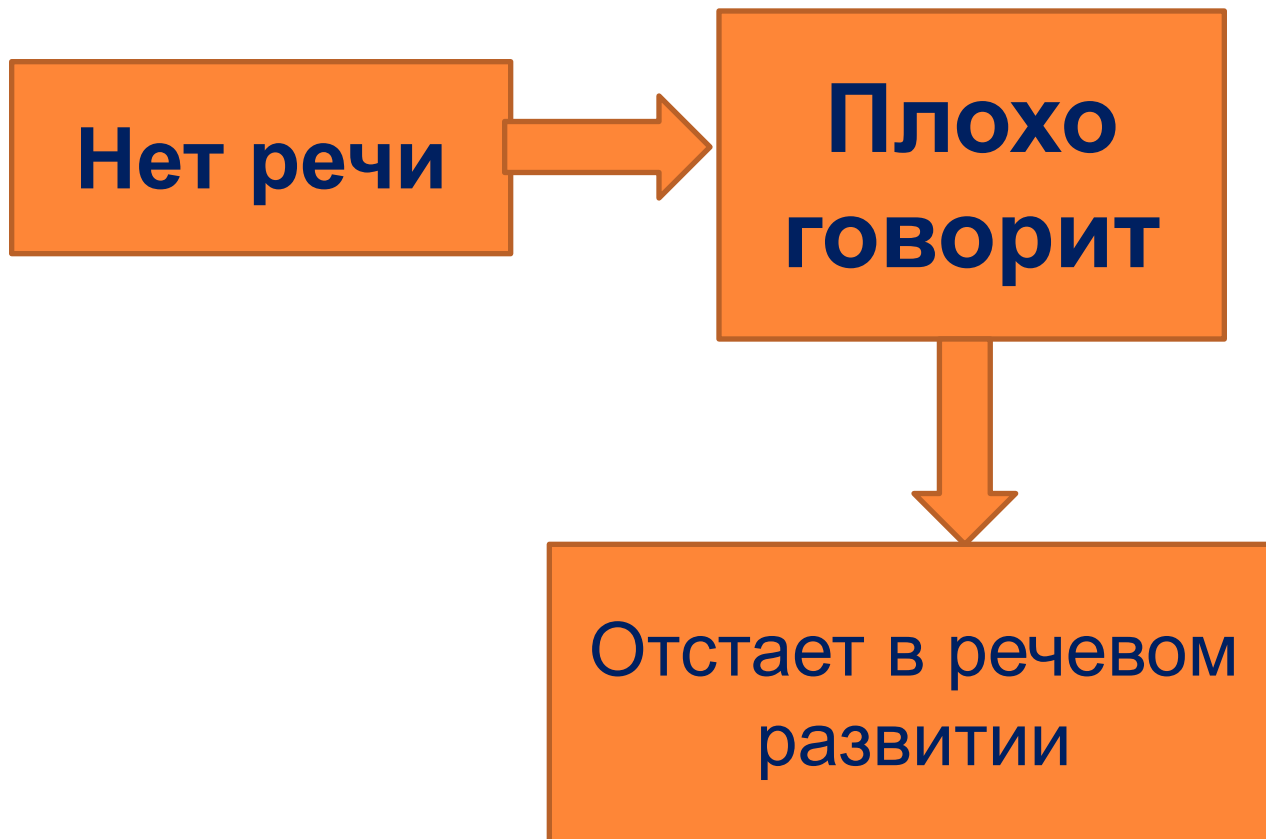 Нет речи
Плохо
говорит
Отстает в речевом
развитии